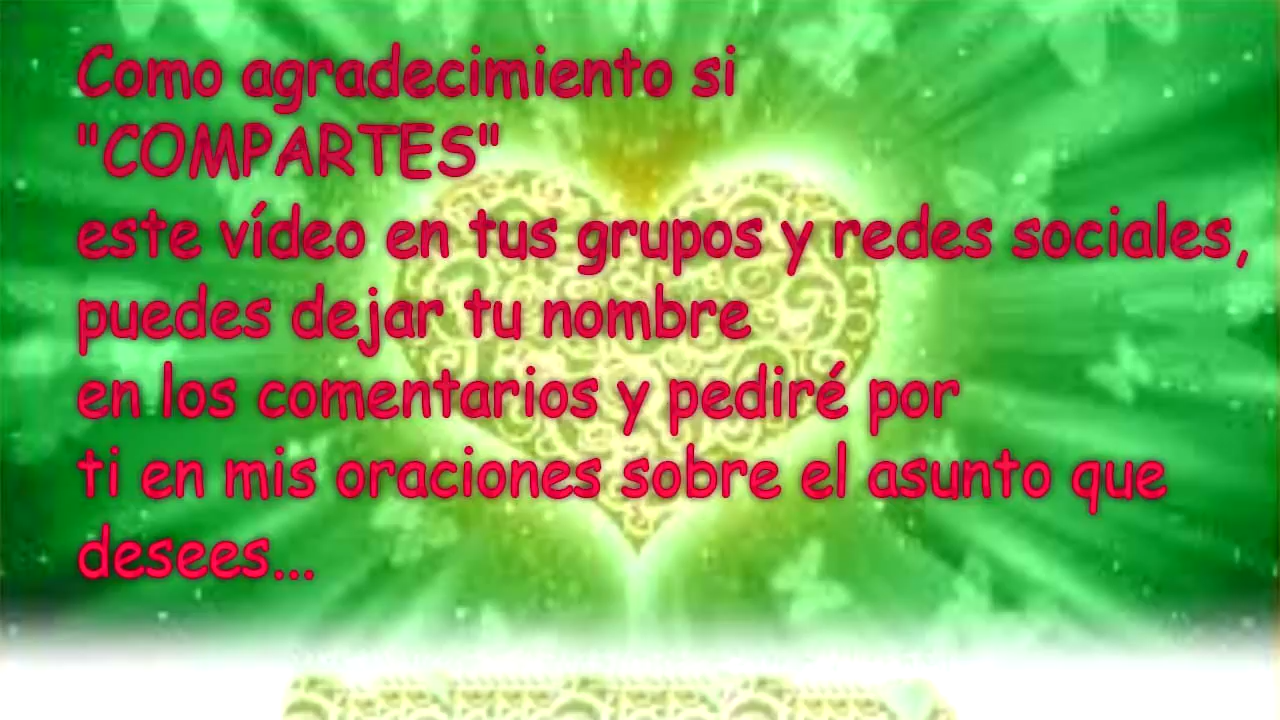 Como agradecimiento si
"COMPARTES"
este vídeo en tus grupos y redes sociales,
puedes dejar tu nombre
en los comentarios y pediré por
ti en mis oraciones sobre el asunto que
desees...